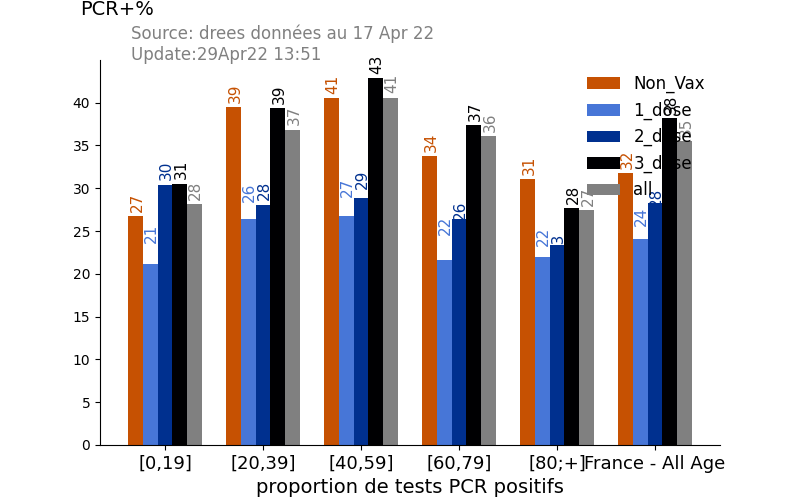 PCR+%
Source: drees données au 17 Apr 22
Update:29Apr22 13:51
Non_Vax
1_dose
2_dose
3_dose
all
40
35
30
25
20
15
10
5
0
27 21 30 31 28
39 26 28 39 37
41 27 29 43 41
34 22 26 37 36
31 22 28 27
32 24 28 38
[0,19] [20,39] [40,59] [60,79] [80;+] France - All Age
proportion de tests PCR positifs